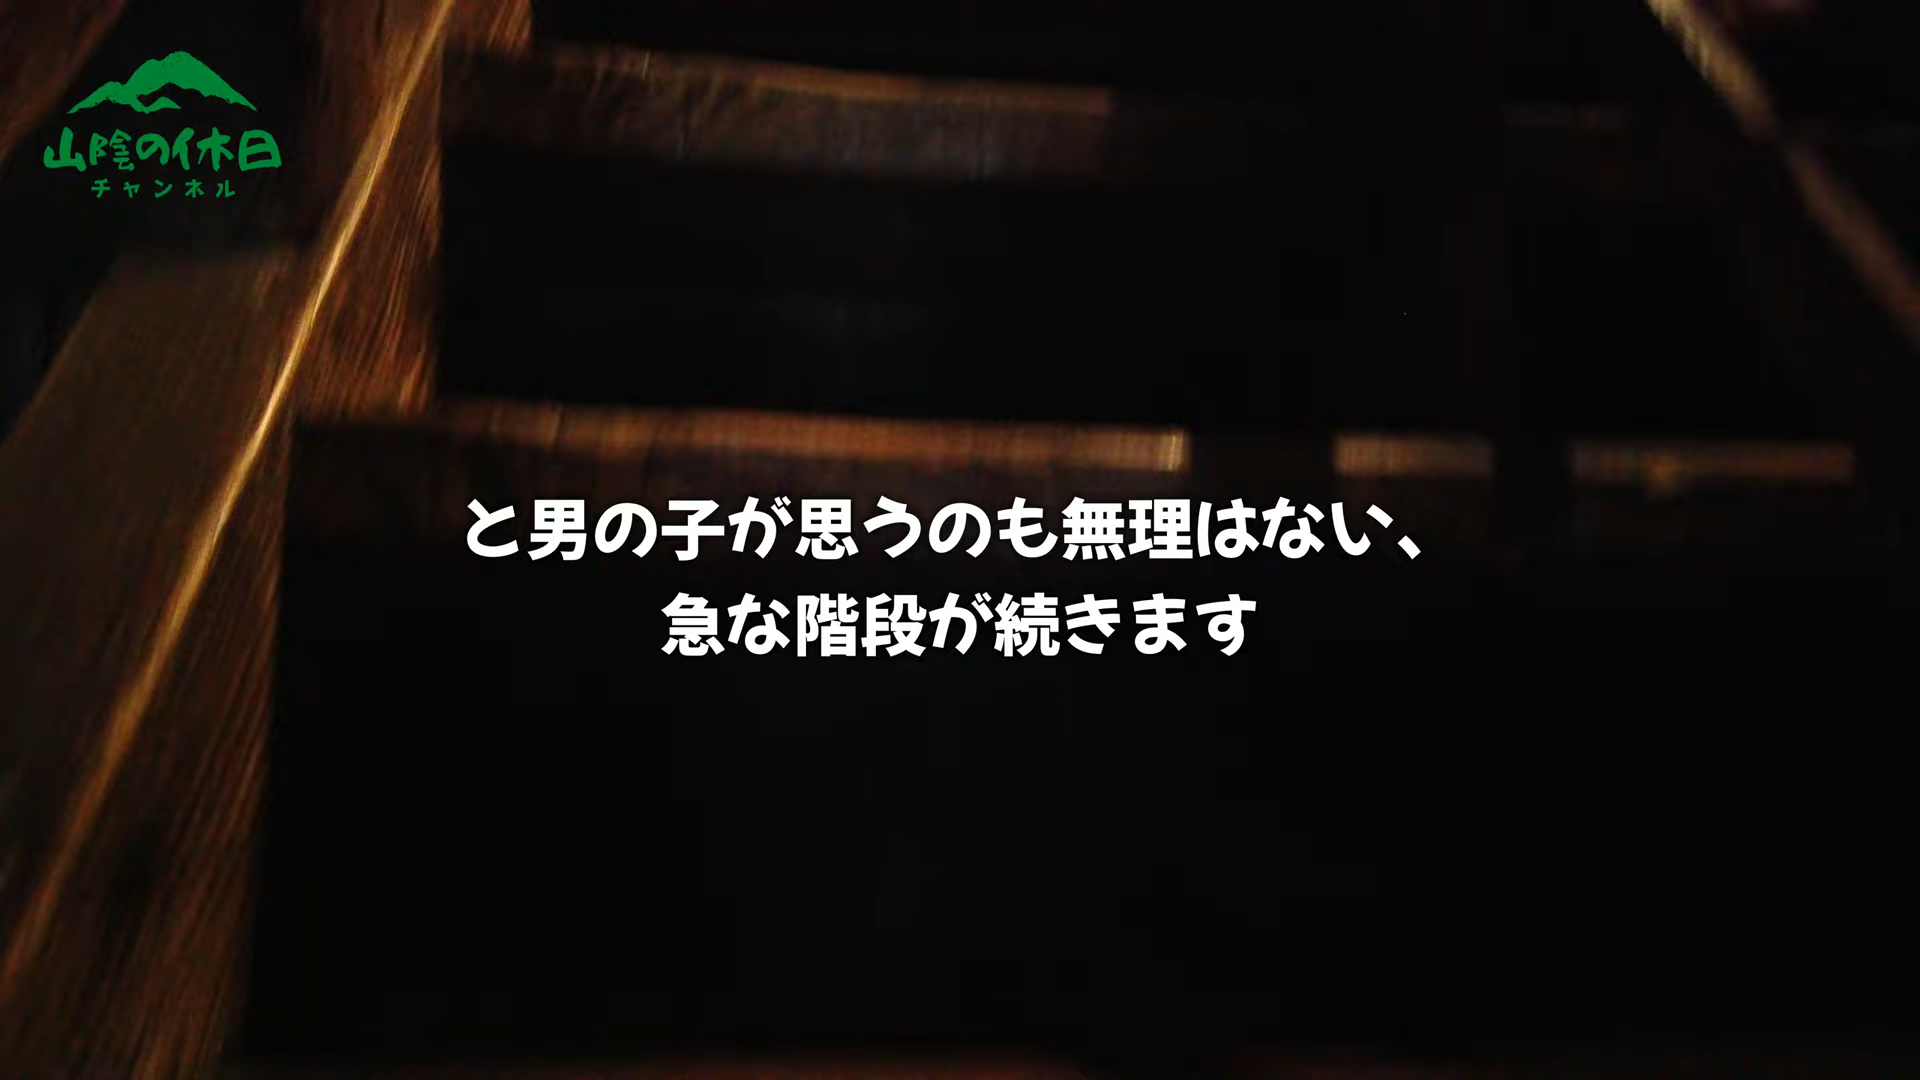 山陰の休日
チャンネル
と男の子が思うのも無理はない、
急な階段が続きます